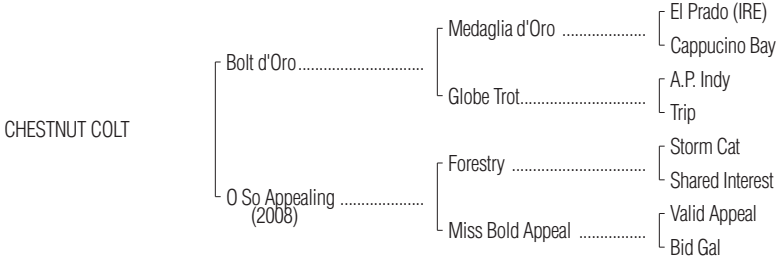 El Prado (IRE)
Medaglia d'Oro ....................
Cappucino Bay
Bolt d'Oro..............................
A.P. Indy
Globe Trot..............................
Trip
CHESTNUT COLT
Storm Cat
Forestry ................................
Shared Interest
O So Appealing ....................
(2008)
Valid Appeal
Miss Bold Appeal ................
Bid Gal